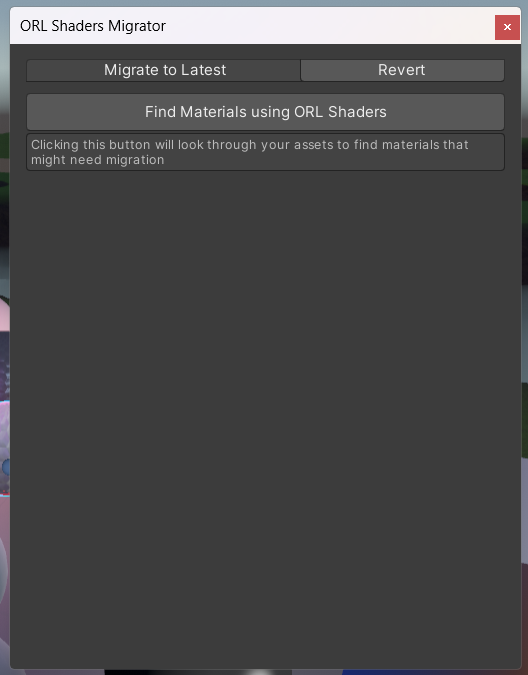 ORL Shaders Migrator
Migrate to Latest
Revert
Find Materials using ORL Shaders
Clicking this button will look through your assets to find materials that
might need migration